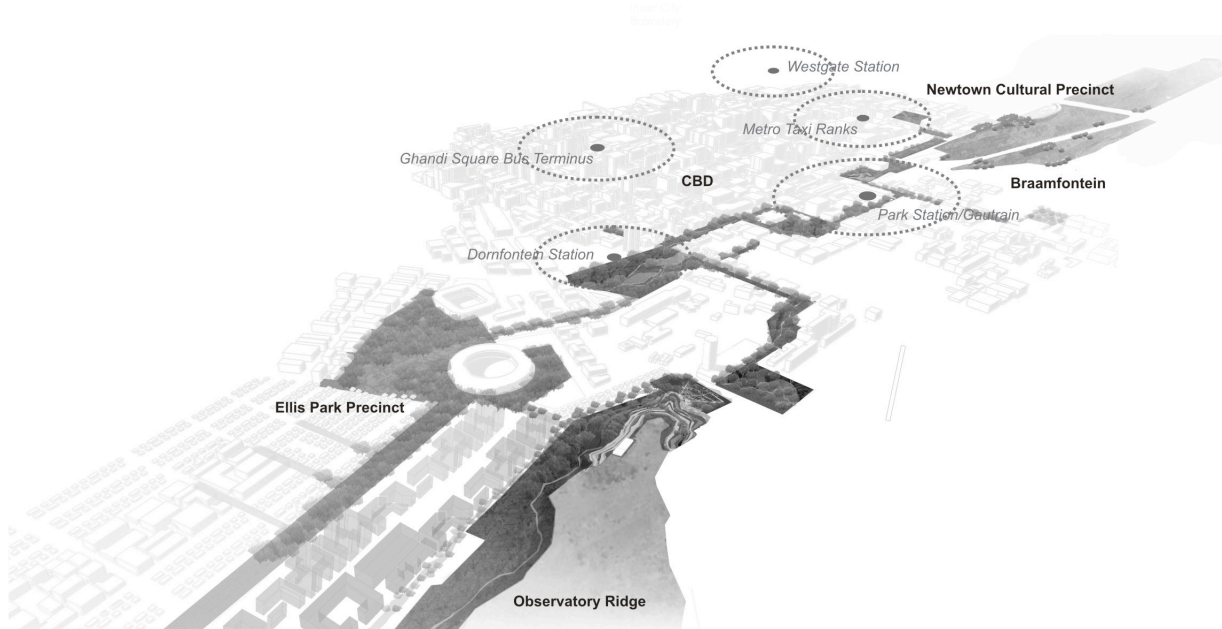 Westgate Station
Newtown Cultural Precinct
Metro Taxi Ranks
Ghandi Square Bus Terminus
CBD
Braamfontein
Park Station/Gautrain
Dornfontein Station
Ellis Park Precinct
Observatory Ridge